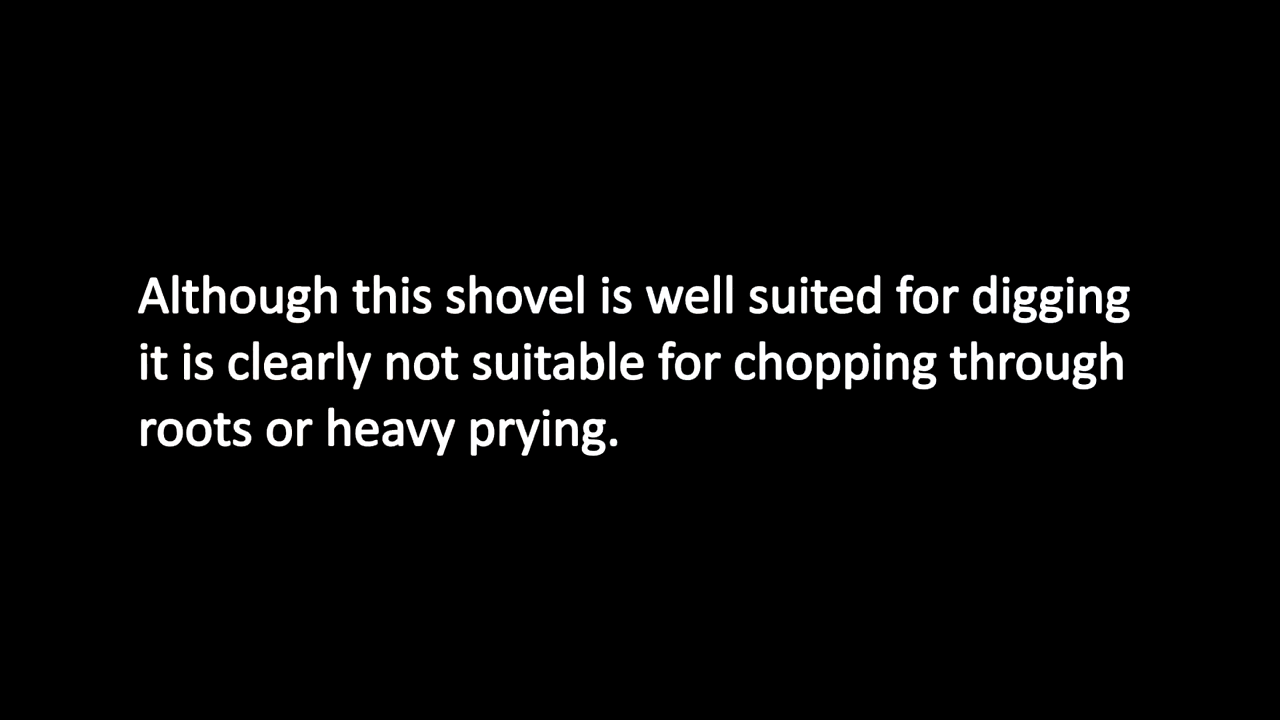 Although this shovel is well suited for digging
it is clearly not suitable for chopping through
roots or heavy prying.